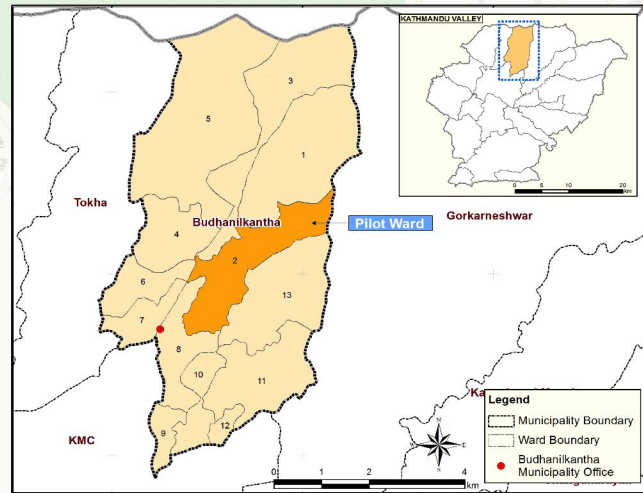 KATHMANDU VALLEY
0 5 10 20
km
3
5
1
Tokha
Budhanilkantha
Pilot Ward
Gorkarneshwar
4
2
6
13
7
8
10
11
9
12
KMC
Legend
Municipality Boundary
Ward Boundary
Budhanilkantha
Municipality Office
N
E
S
0 1 2 4
km